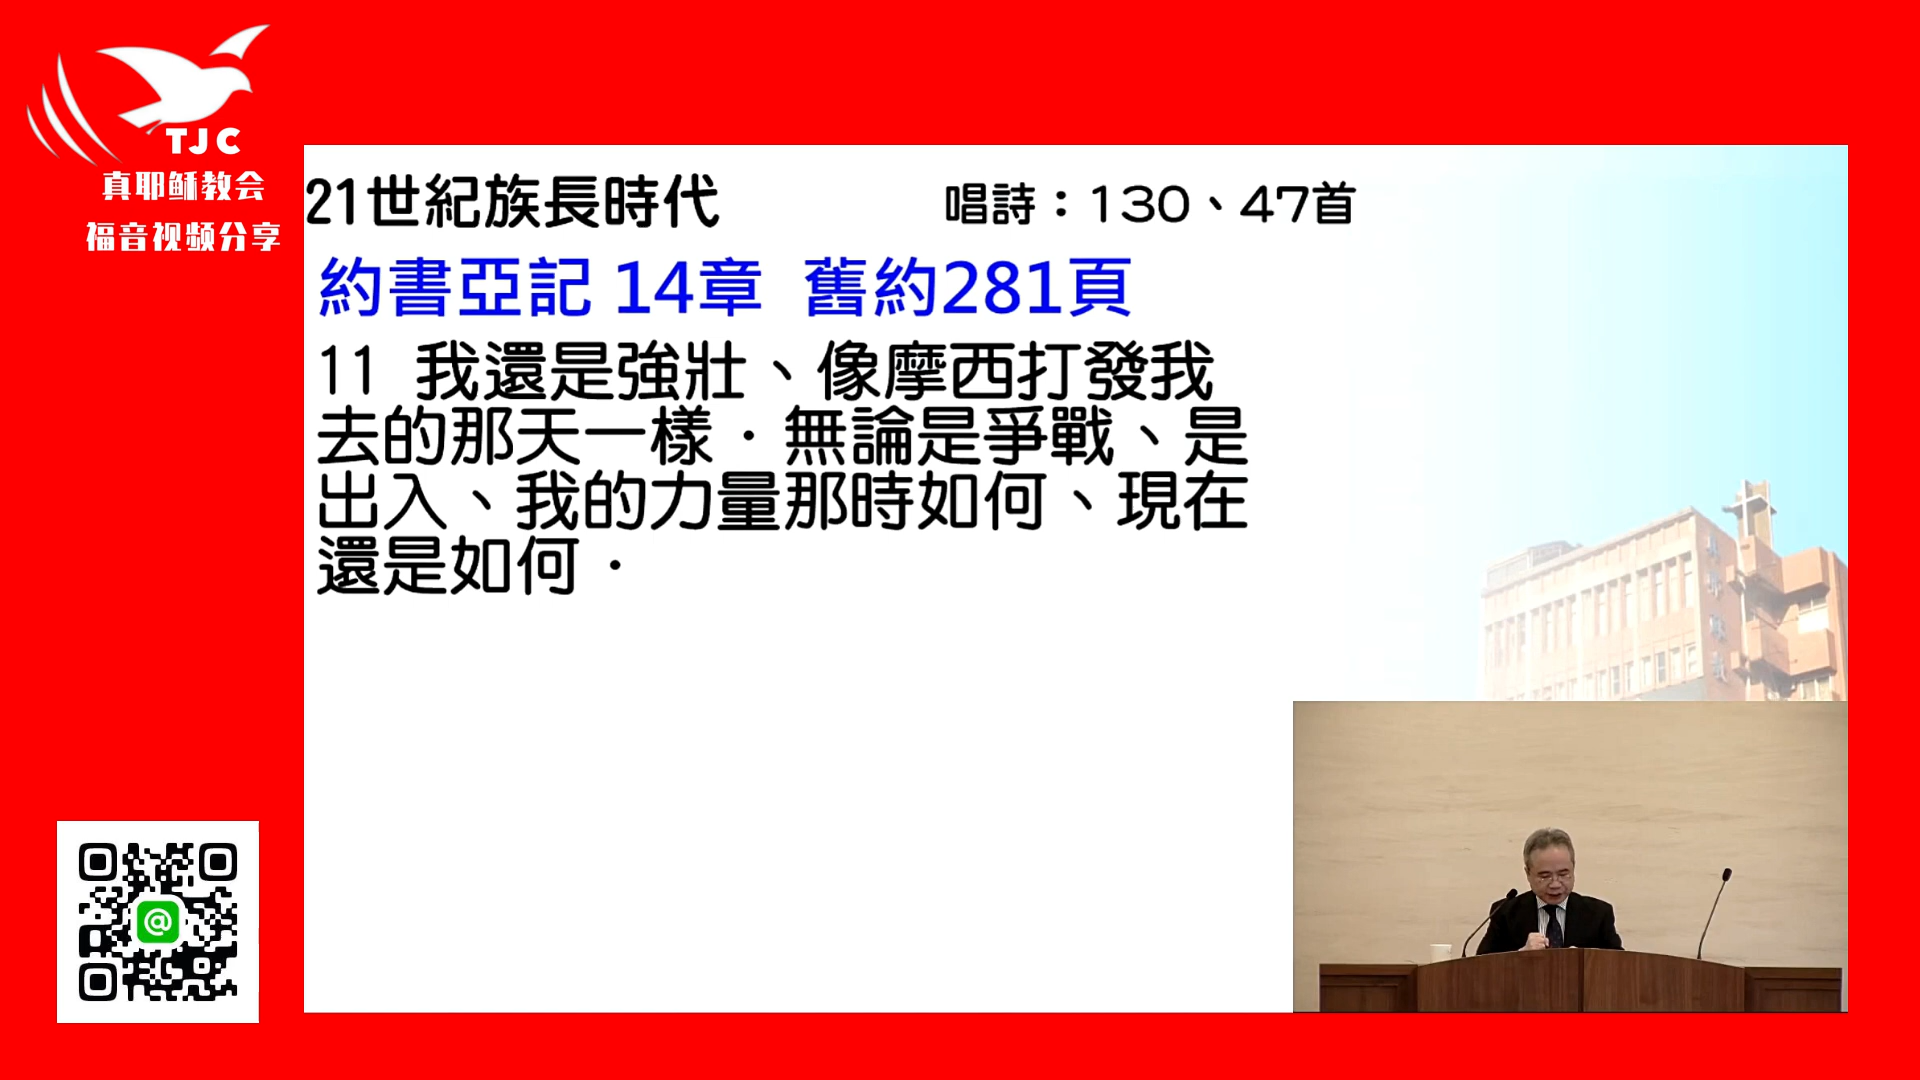 TJC
真耶稣教会
福音视频分享
21世紀族長時代
唱詩：130、47首
約書亞記 14章 舊約281頁
11 我還是強壯、像摩西打發我
去的那天一樣．無論是爭戰、是
出入、我的力量那時如何、現在
還是如何．